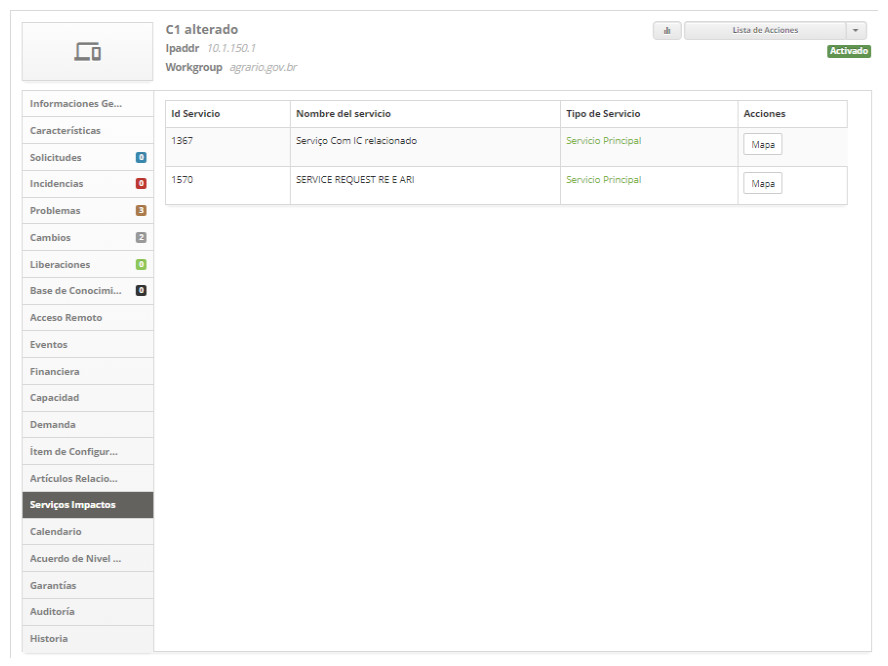 C1 alterado
Ipaddr 10.1.150.1
Workgroup agrario.gov.br
Lista de Acciones
Activado
Informaciones Ge...
Características
Solicitudes 0
Incidencias 0
Problemas 3
Cambios 2
Liberaciones 0
Base de Conocimi... 0
Acceso Remoto
Eventos
Financiera
Capacidad
Demanda
Ítem de Configur...
Artículos Relacio...
Serviços Impactos
Calendario
Acuerdo de Nivel ...
Garantías
Auditoría
Historia
Id Servicio Nombre del servicio Tipo de Servicio Acciones
1367 Serviço Com IC relacionado Servicio Principal Mapa
1570 SERVICE REQUEST RE E ARI Servicio Principal Mapa